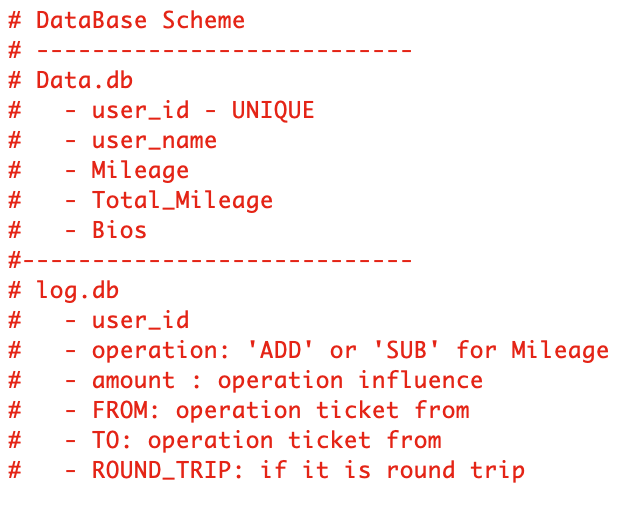 # DataBase Scheme
# ---------------------------
# Data.db
#   - user_id - UNIQUE
#   - user_name
#   - Mileage
#   - Total_Mileage
#   - Bios
#----------------------------
# log.db
#   - user_id
#   - operation: 'ADD' or 'SUB' for Mileage
#   - amount : operation influence
#   - FROM: operation ticket from
#   - TO: operation ticket from
#   - ROUND_TRIP: if it is round trip